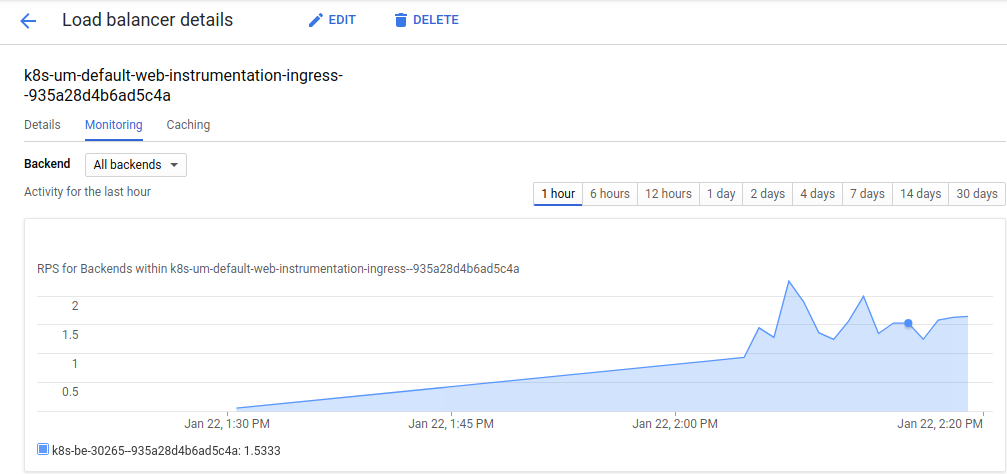 Load balancer details EDIT DELETE
k8s-um-default-web-instrumentation-ingress-
-935a28d4b6ad5c4a
Details Monitoring Caching
Backend All backends
Activity for the last hour
1 hour 6 hours 12 hours 1 day 2 days 4 days 7 days 14 days 30 days
RPS for Backends within k8s-um-default-web-instrumentation-ingress--935a28d4b6ad5c4a
2
1.5
1
0.5
Jan 22, 1:30 PM Jan 22, 1:45 PM Jan 22, 2:00 PM Jan 22, 2:20 PM
k8s-be-30265--935a28d4b6ad5c4a: 1.5333